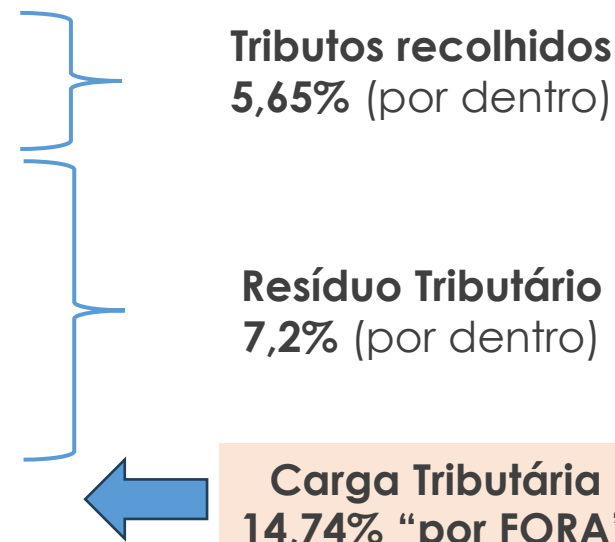 Tributos recolhidos
5,65% (por dentro)
Resíduo Tributário
7,2% (por dentro)
Carga Tributária
14,74% “por FORA”